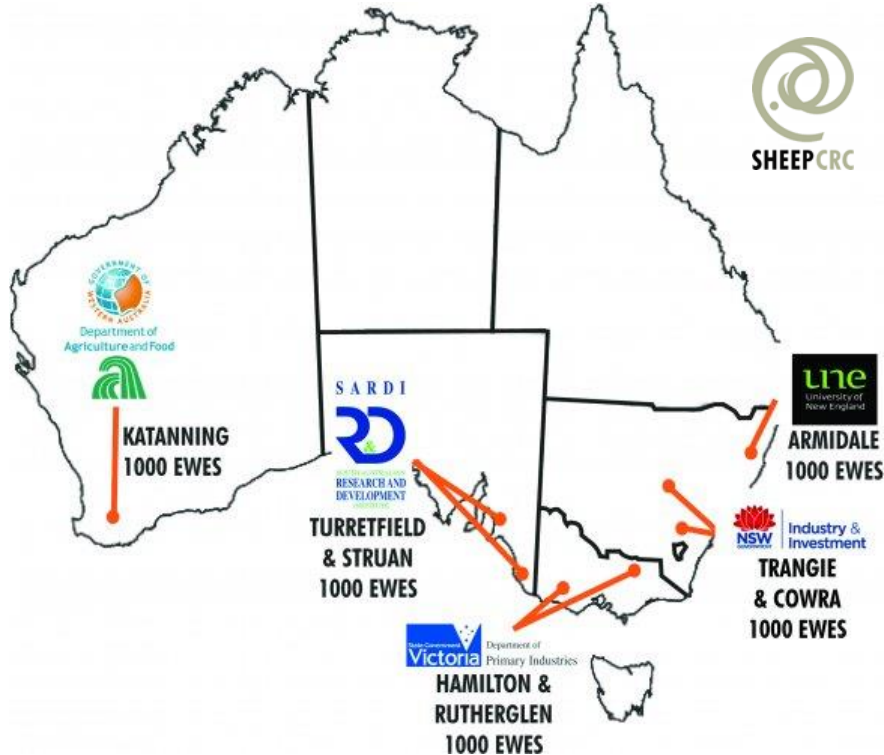 SHEEPCRC
GOVERNMENT OF
WESTERN AUSTRALIA
Department of
Agriculture and Food
KATANNING
1000 EWES
SARDI
R&D
SOUTH AUSTRALIAN
RESEARCH AND
DEVELOPMENT
INSTITUTE
TURRETFIELD
& STRUAN
1000 EWES
une
University of
New England
ARMIDALE
1000 EWES
NSW
GOVERNMENT
Industry &
Investment
TRANGIE
& COWRA
1000 EWES
State Government
Victoria
Department of
Primary Industries
HAMILTON &
RUTHERGLEN
1000 EWES